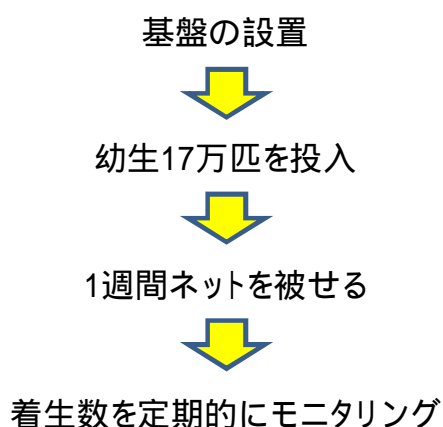 基盤の設置
幼生17万匹を投入
1週間ネットを被せる
着生数を定期的にモニタリング